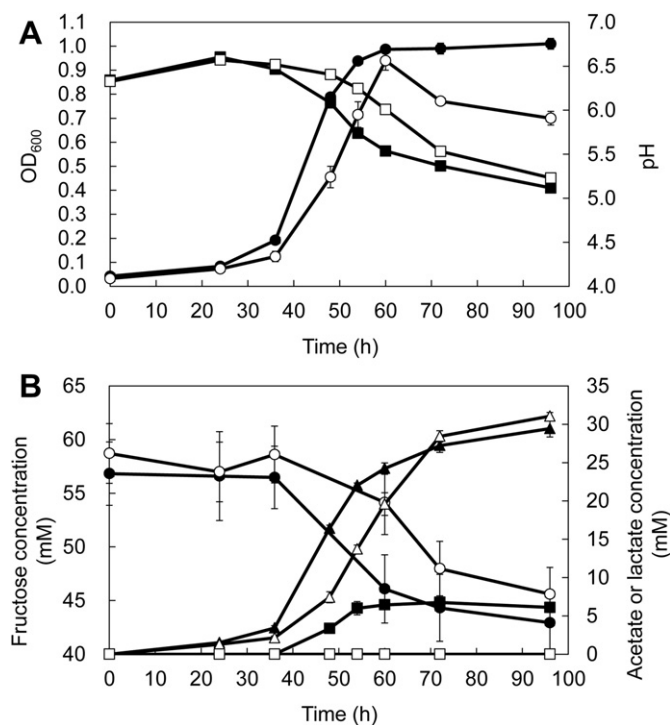 A
1.1
1.0
0.9
0.8
0.7
0.6
0.5
0.4
0.3
0.2
0.1
0.0
OD600
7.0
6.5
6.0
5.5
5.0
4.5
4.0
pH
0 10 20 30 40 50 60 70 80 90 100
Time (h)
B
65
60
55
50
45
40
Fructose concentration
(mM)
35
30
25
20
15
10
5
0
Acetate or lactate concentration
(mM)
0 10 20 30 40 50 60 70 80 90 100
Time (h)